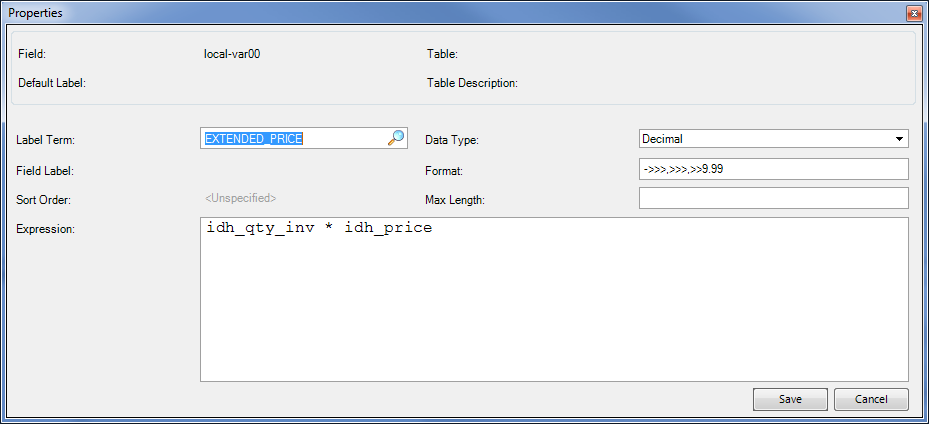 Properties
Field: local-var00 Table:
Default Label: Table Description:
Label Term: EXTENDED_PRICE Data Type: Decimal
Field Label: Format: ->>>,>>>,>>9.99
Sort Order: <Unspecified> Max Length:
Expression: idh_qty_inv * idh_price
Save Cancel